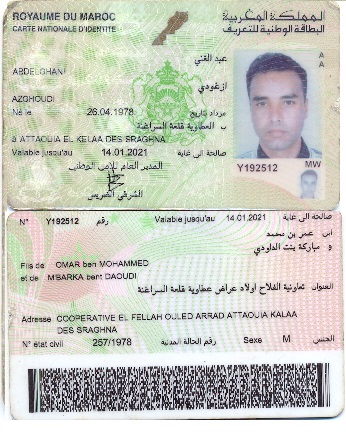 ROYAUME DU MAROC
المملكة المغربية
CARTE NATIONALE D'IDENTITE
البطاقة الوطنية للتعريف
عبد الغني
ABDELGHANI
ازغودي
AZGHOUDI
Né le 26.04.1978 مزداد بتاريخ
ب العطاوية قلعة السراغنة
à ATTAOUIA EL KELAA DES SRAGHNA
Valable jusqu'au 14.01.2021 صالحة الى غاية
المدير العام للأمن الوطني
الشرقي الضريس
A
A
MW
Y192512
N° Y192512 رقم
Valable jusqu'au 14.01.2021 صالحة الى غاية
ابن عمر بن محمد
و مباركة بنت الداودي
Fils de OMAR ben MOHAMMED
et de M'BARKA bent DAOUDI
العنوان تعاونية الفلاح اولاد عراض عطاوية قلعة السراغنة
Adresse COOPERATIVE EL FELLAH OULED ARRAD ATTAOUIA KALAA
DES SRAGHNA
N° état civil 257/1978 رقم الحالة المدنية
Sexe M الجنس